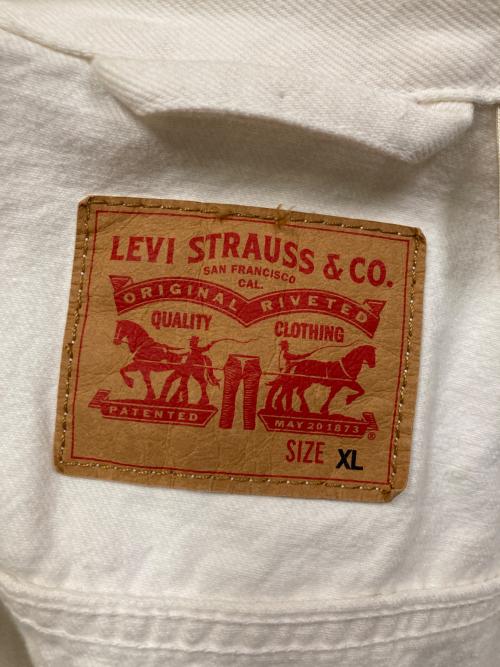 LEVI STRAUSS & CO.
SAN FRANCISCO
CAL.
ORIGINAL RIVETED
QUALITY CLOTHING
PATENTED MAY 20 1873 ®
SIZE XL